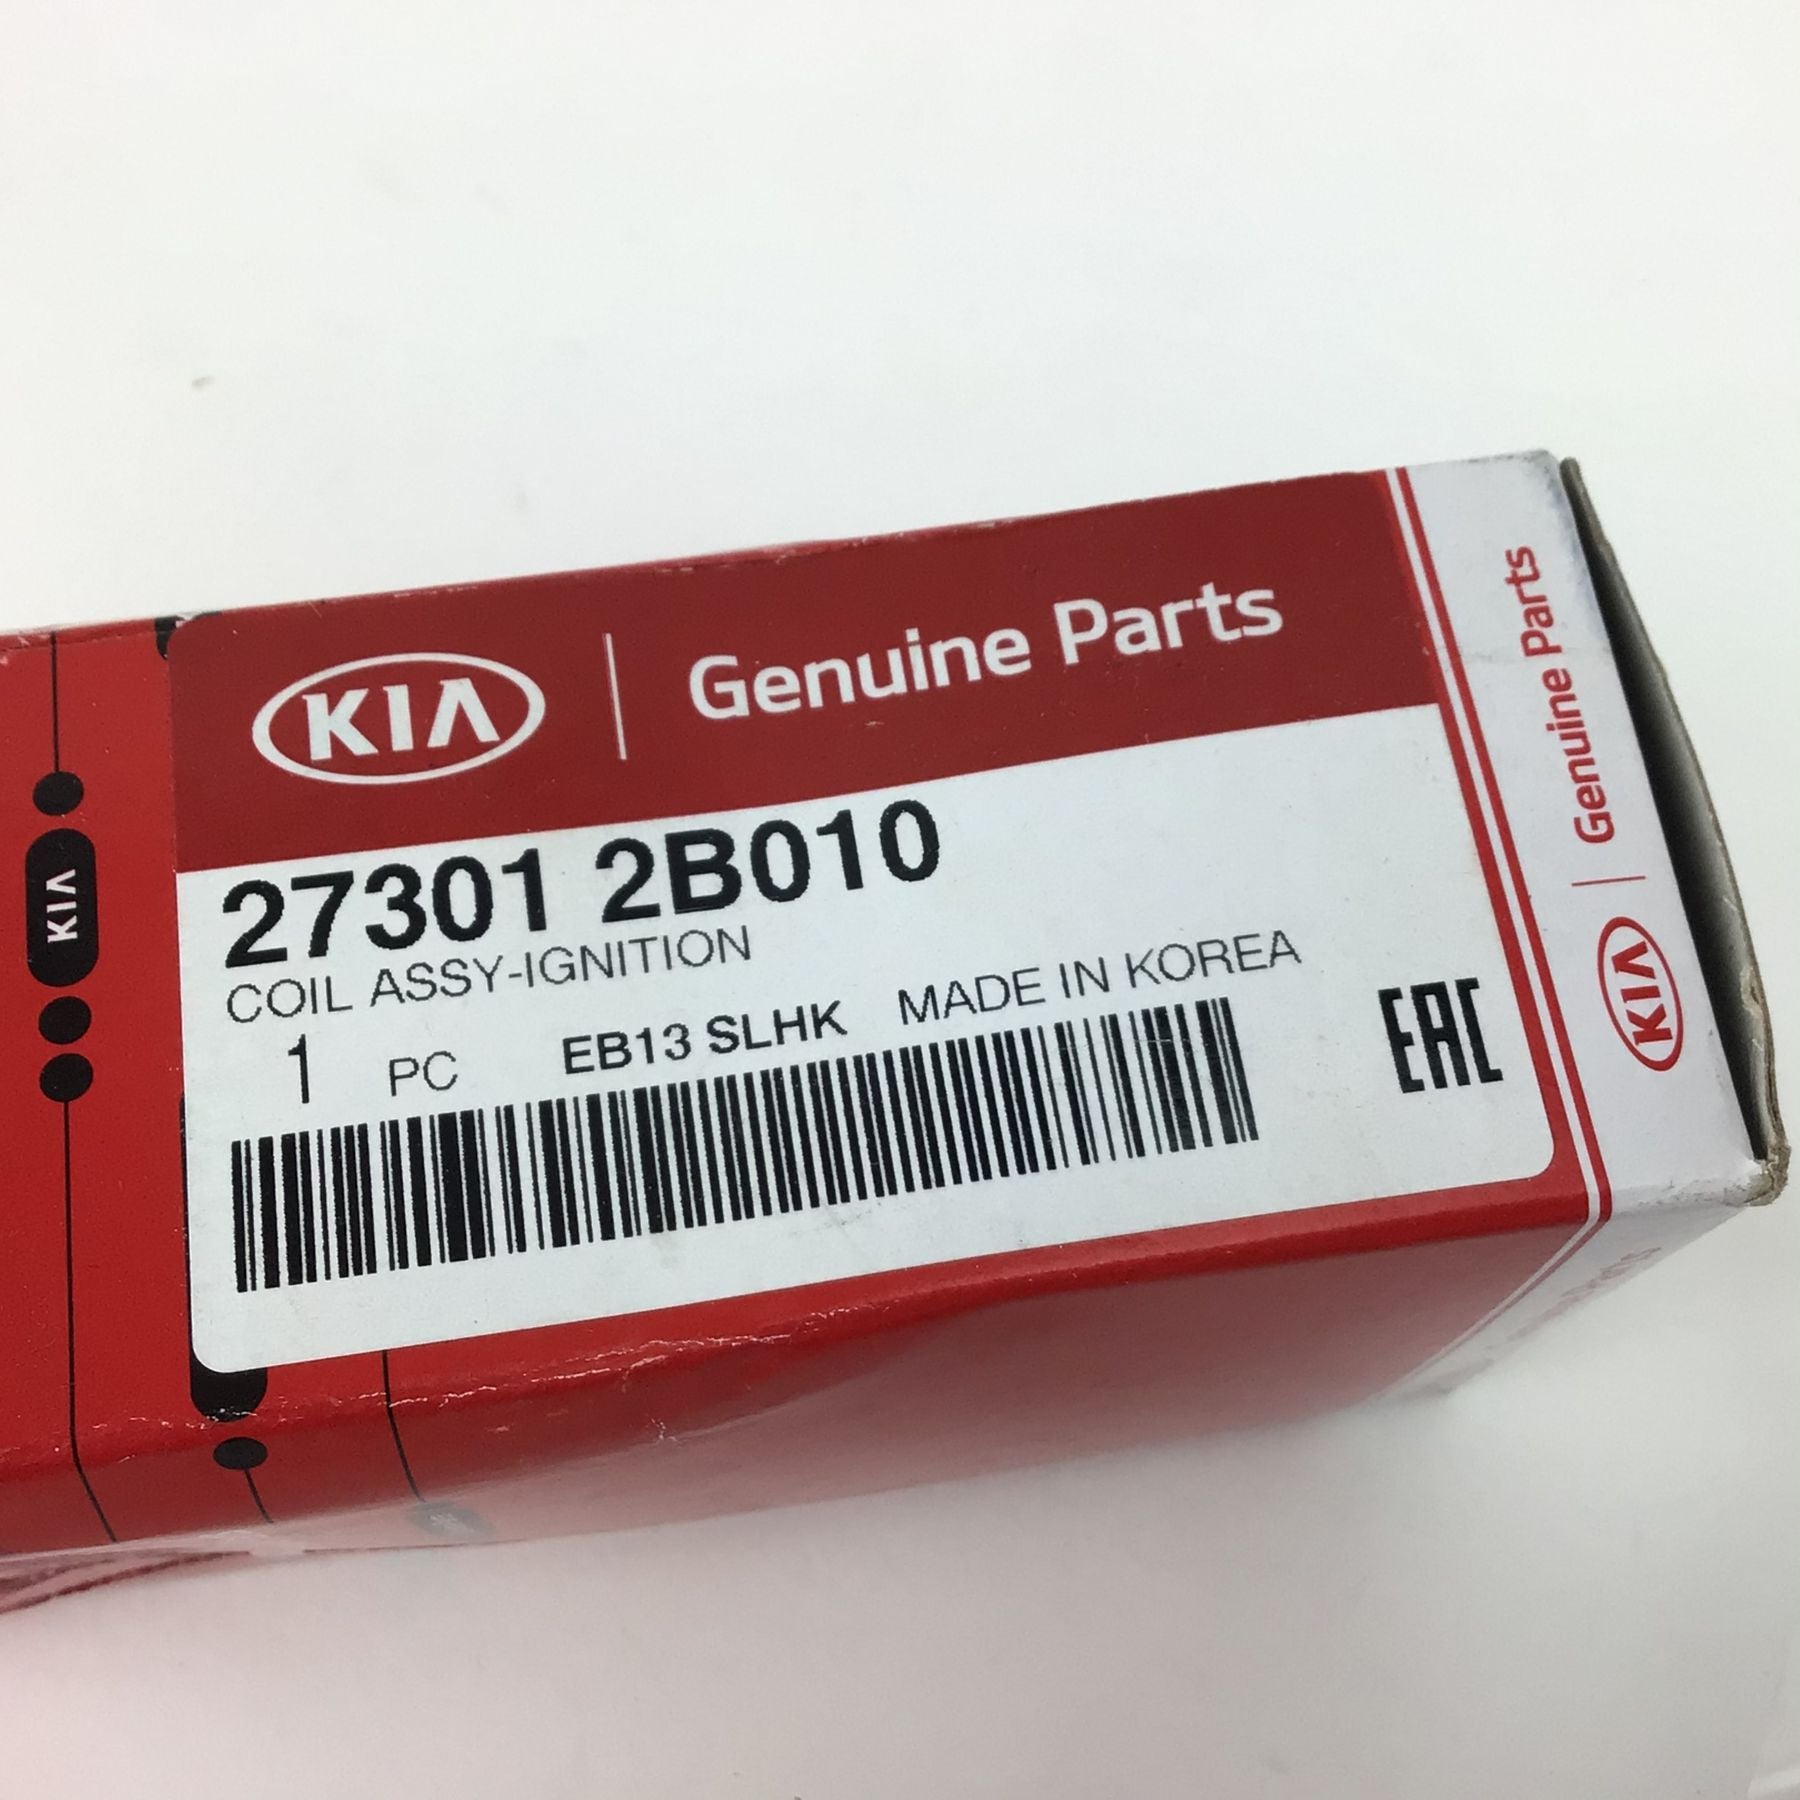 KIA Genuine Parts
27301 2B010
COIL ASSY-IGNITION
1 PC EB13 SLHK MADE IN KOREA
EAC
KIA Genuine Parts
KIA